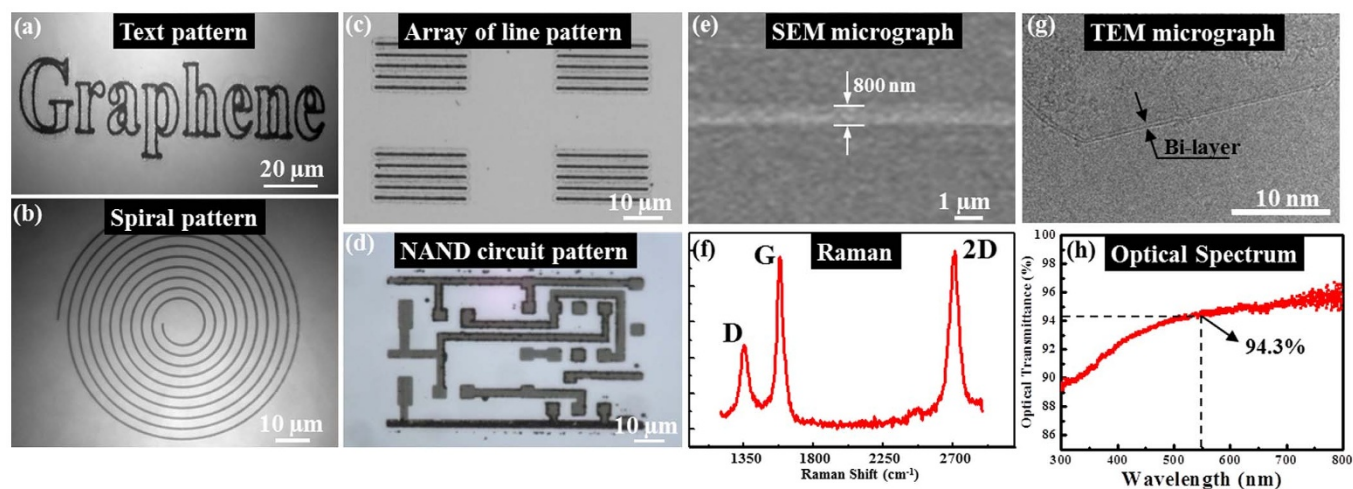 (a) Text pattern
Graphene
20 μm
(b) Spiral pattern
10 μm
(c) Array of line pattern
10 μm
(d) NAND circuit pattern
10 μm
(e) SEM micrograph
800 nm
1 μm
(f) Raman
D
G
2D
1350 1800 2250 2700
Raman Shift (cm⁻¹)
(g) TEM micrograph
Bi-layer
10 nm
(h) Optical Spectrum
Optical Transmittance (%)
100
98
96
94
92
90
88
86
94.3%
300 400 500 600 700 800
Wavelength (nm)